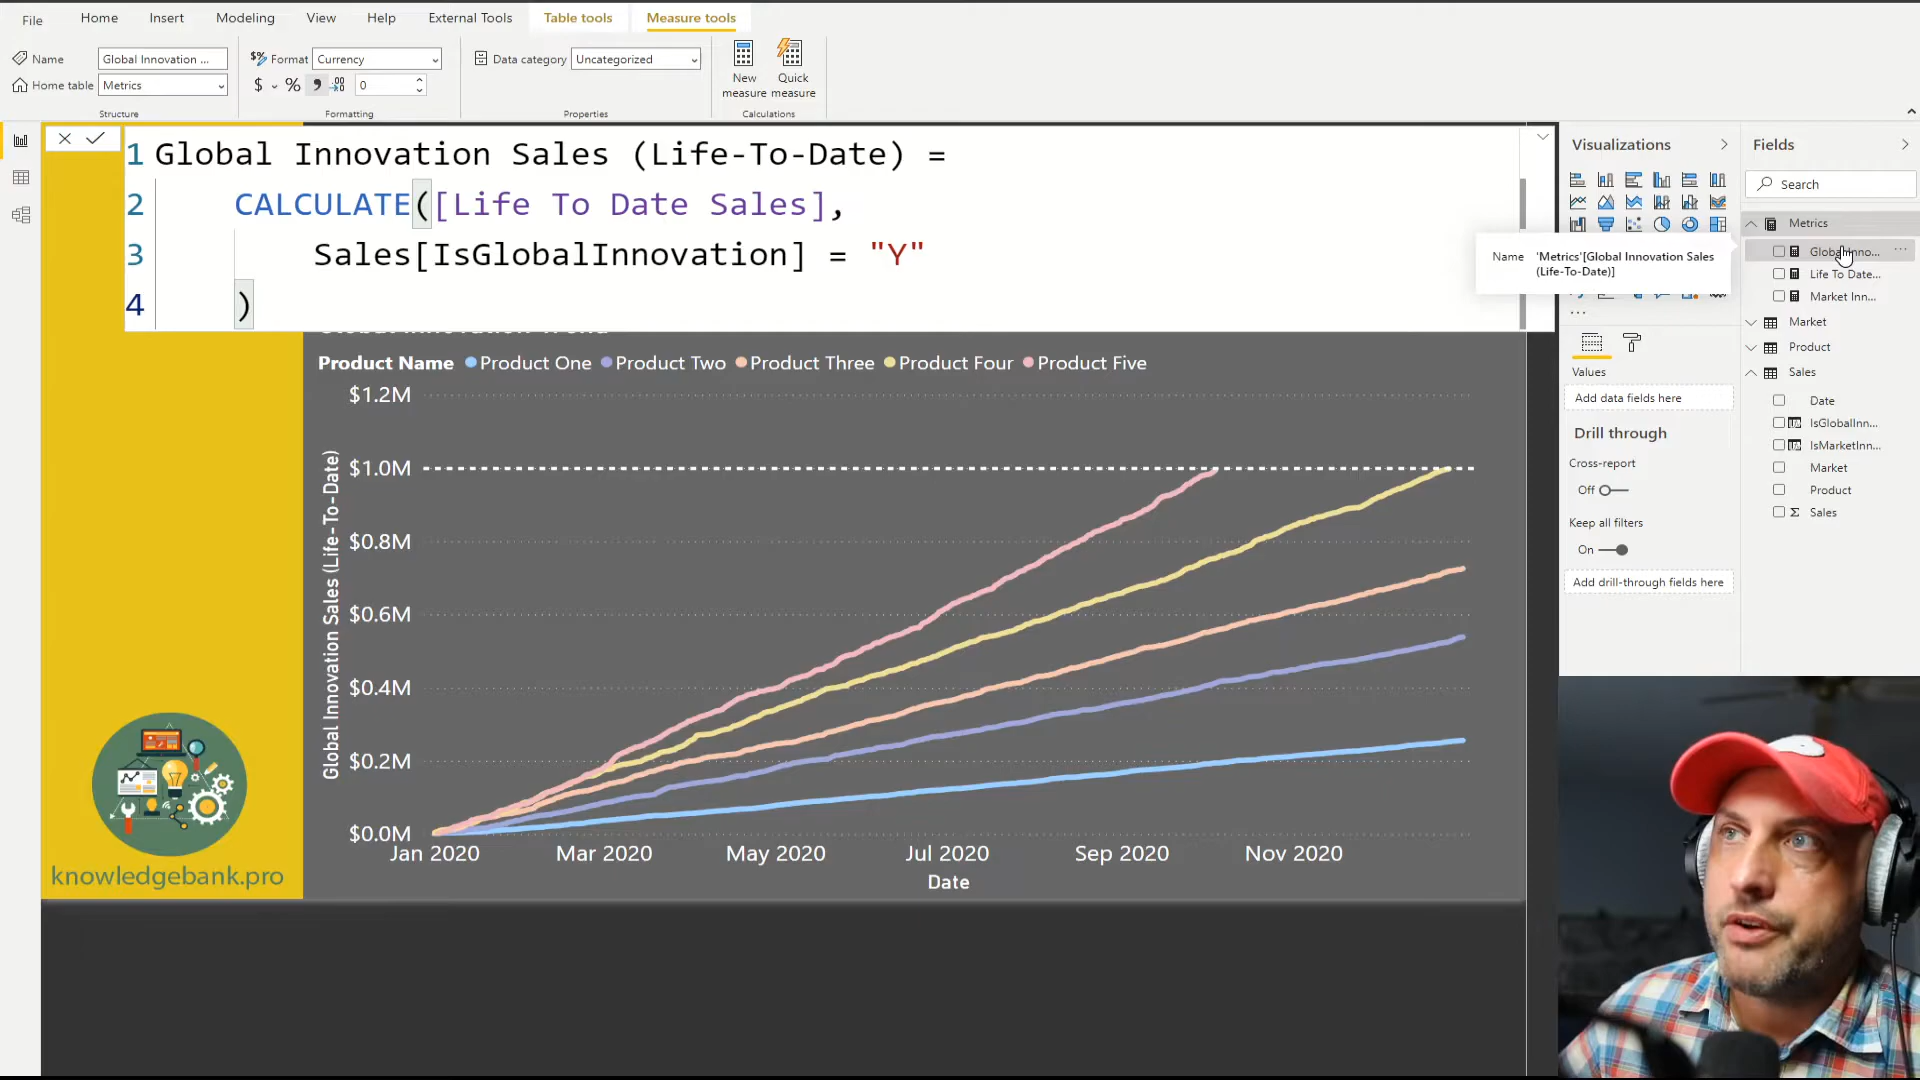 File Home Insert Modeling View Help External Tools Table tools Measure tools
Name Global Innovation ...
Home table Metrics
Structure
Format Currency
$ % 0
Formatting
Data category Uncategorized
Properties
New measure
Quick measure
Calculations
1 Global Innovation Sales (Life-To-Date) =
2 CALCULATE([Life To Date Sales],
3 Sales[IsGlobalInnovation] = "Y"
4 )
Product Name Product One Product Two Product Three Product Four Product Five
Global Innovation Sales (Life-To-Date)
$1.2M
$1.0M
$0.8M
$0.6M
$0.4M
$0.2M
$0.0M
Jan 2020 Mar 2020 May 2020 Jul 2020 Sep 2020 Nov 2020
Date
knowledgebank.pro
Visualizations
Name 'Metrics'[Global Innovation Sales
(Life-To-Date)]
...
Values
Add data fields here
Drill through
Cross-report
Off
Keep all filters
On
Add drill-through fields here
Fields
Search
Metrics
Life To Date...
Market Inn...
Market
Product
Sales
Date
IsGlobalInn...
IsMarketInn...
Market
Product
Sales